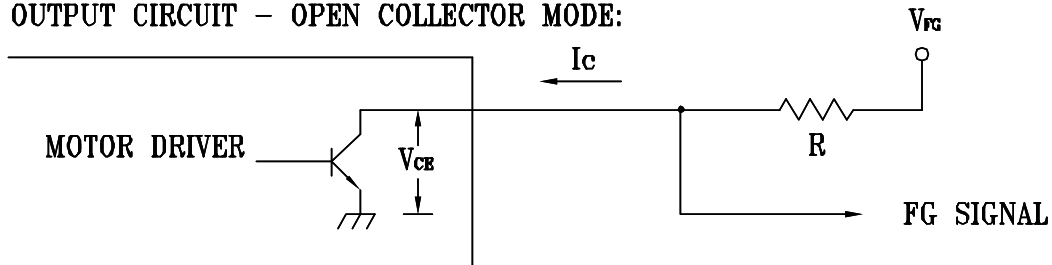 OUTPUT CIRCUIT – OPEN COLLECTOR MODE:
VFG
Ic
MOTOR DRIVER
VCE
R
FG SIGNAL